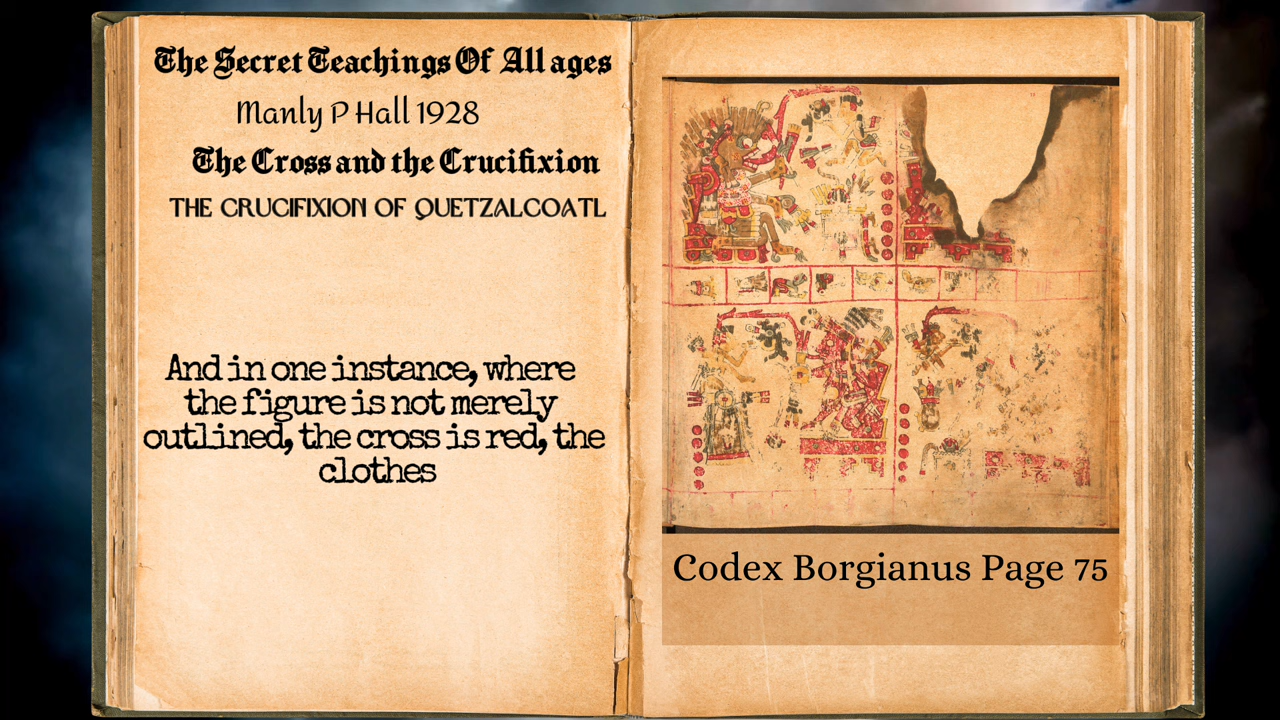 The Secret Teachings Of All ages
Manly P Hall 1928
The Cross and the Crucifixion
THE CRUCIFIXION OF QUETZALCOATL
And in one instance, where
the figure is not merely
outlined, the cross is red, the
clothes
Codex Borgianus Page 75